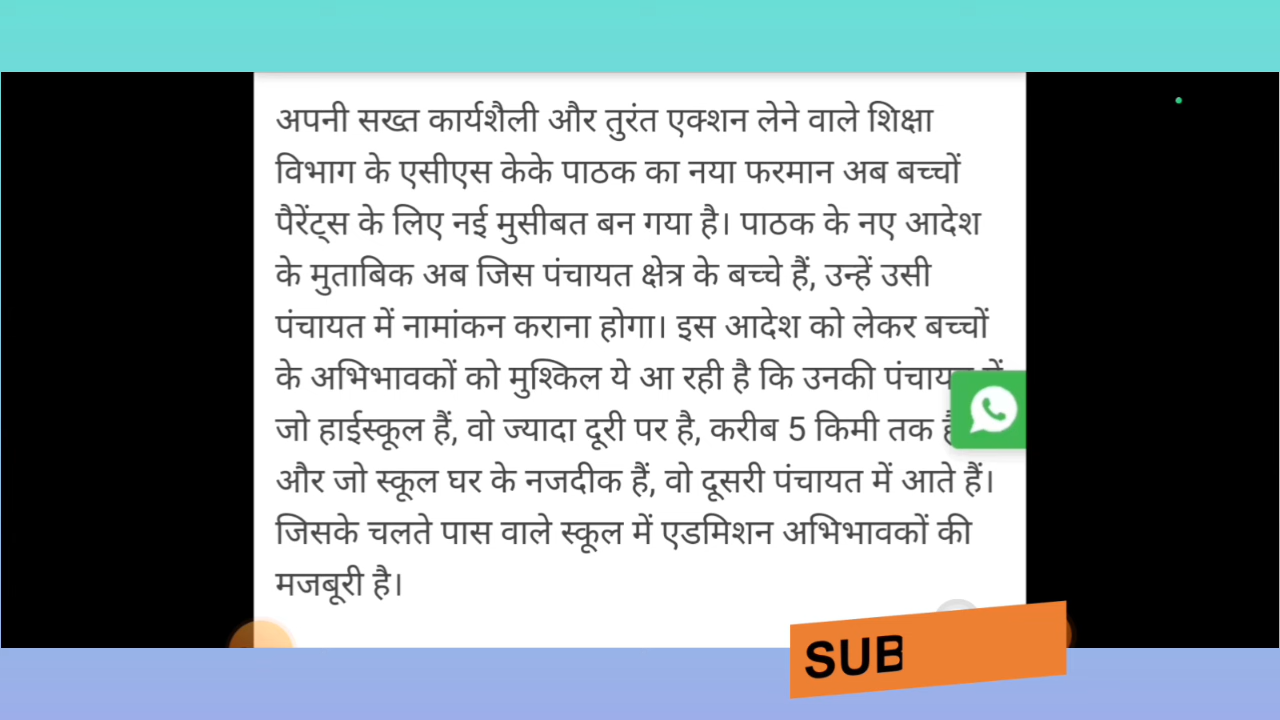 अपनी सख्त कार्यशैली और तुरंत एक्शन लेने वाले शिक्षा
विभाग के एसीएस केके पाठक का नया फरमान अब बच्चों
पैरेंट्स के लिए नई मुसीबत बन गया है। पाठक के नए आदेश
के मुताबिक अब जिस पंचायत क्षेत्र के बच्चे हैं, उन्हें उसी
पंचायत में नामांकन कराना होगा। इस आदेश को लेकर बच्चों
के अभिभावकों को मुश्किल ये आ रही है कि उनकी पंचायत में
जो हाईस्कूल हैं, वो ज्यादा दूरी पर है, करीब 5 किमी तक
और जो स्कूल घर के नजदीक हैं, वो दूसरी पंचायत में आते हैं।
जिसके चलते पास वाले स्कूल में एडमिशन अभिभावकों की
मजबूरी है।
SUB